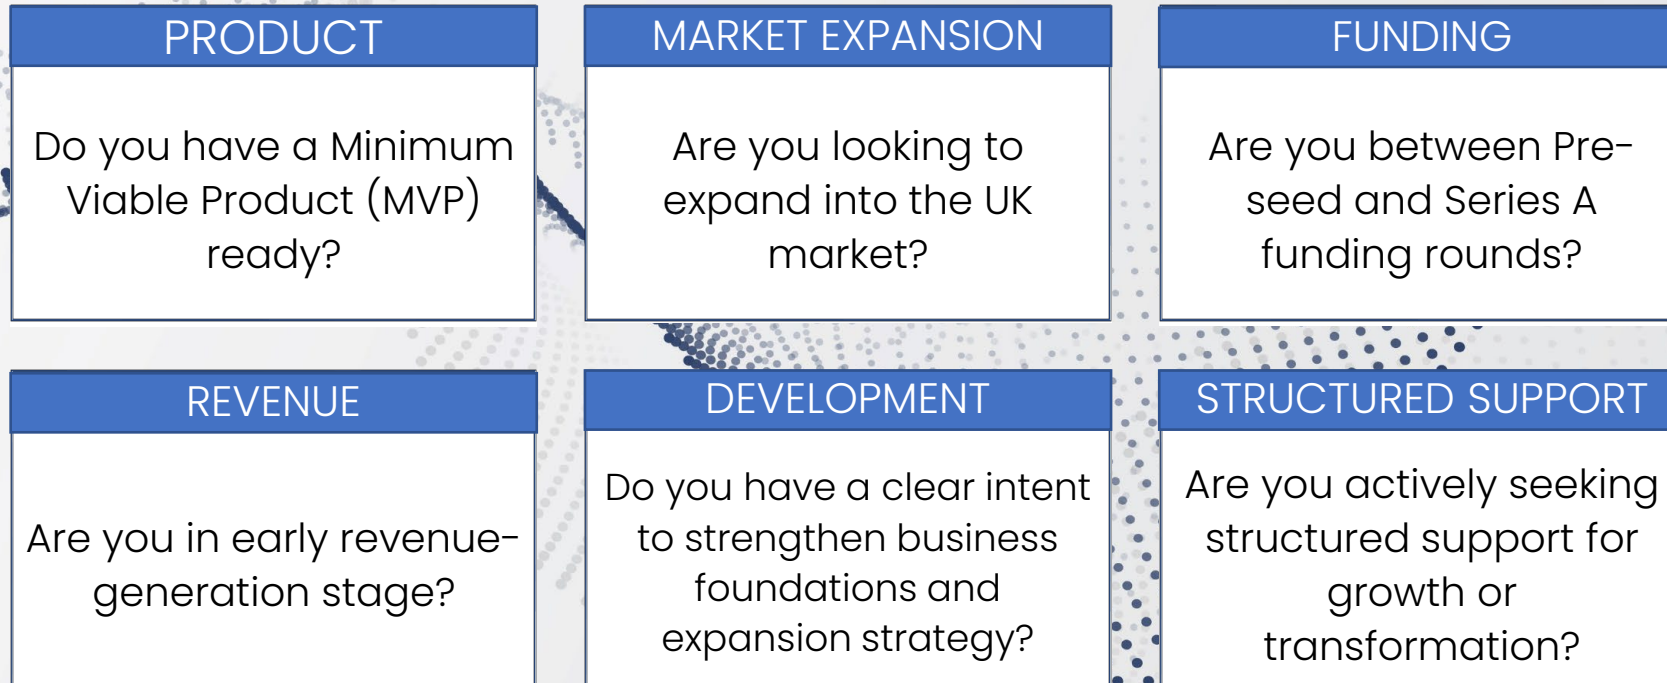 PRODUCT
Do you have a Minimum
Viable Product (MVP)
ready?
MARKET EXPANSION
Are you looking to
expand into the UK
market?
FUNDING
Are you between Pre-
seed and Series A
funding rounds?
REVENUE
Are you in early revenue-
generation stage?
DEVELOPMENT
Do you have a clear intent
to strengthen business
foundations and
expansion strategy?
STRUCTURED SUPPORT
Are you actively seeking
structured support for
growth or
transformation?